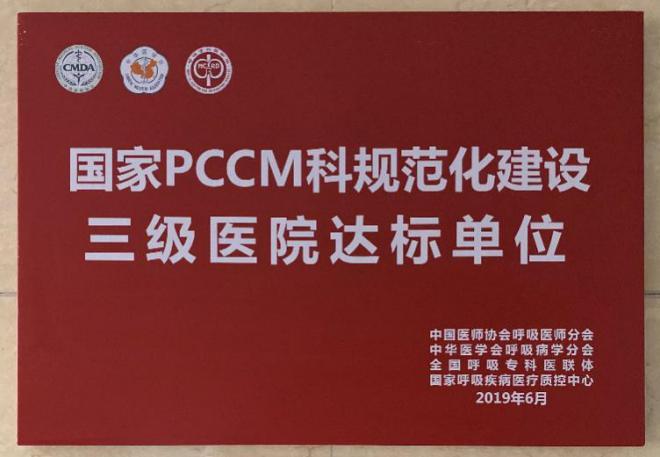 CMDA
国家PCCM科规范化建设
三级医院达标单位
中国医师协会呼吸医师分会
中华医学会呼吸病学分会
全国呼吸专科医联体
国家呼吸疾病医疗质控中心
2019年6月